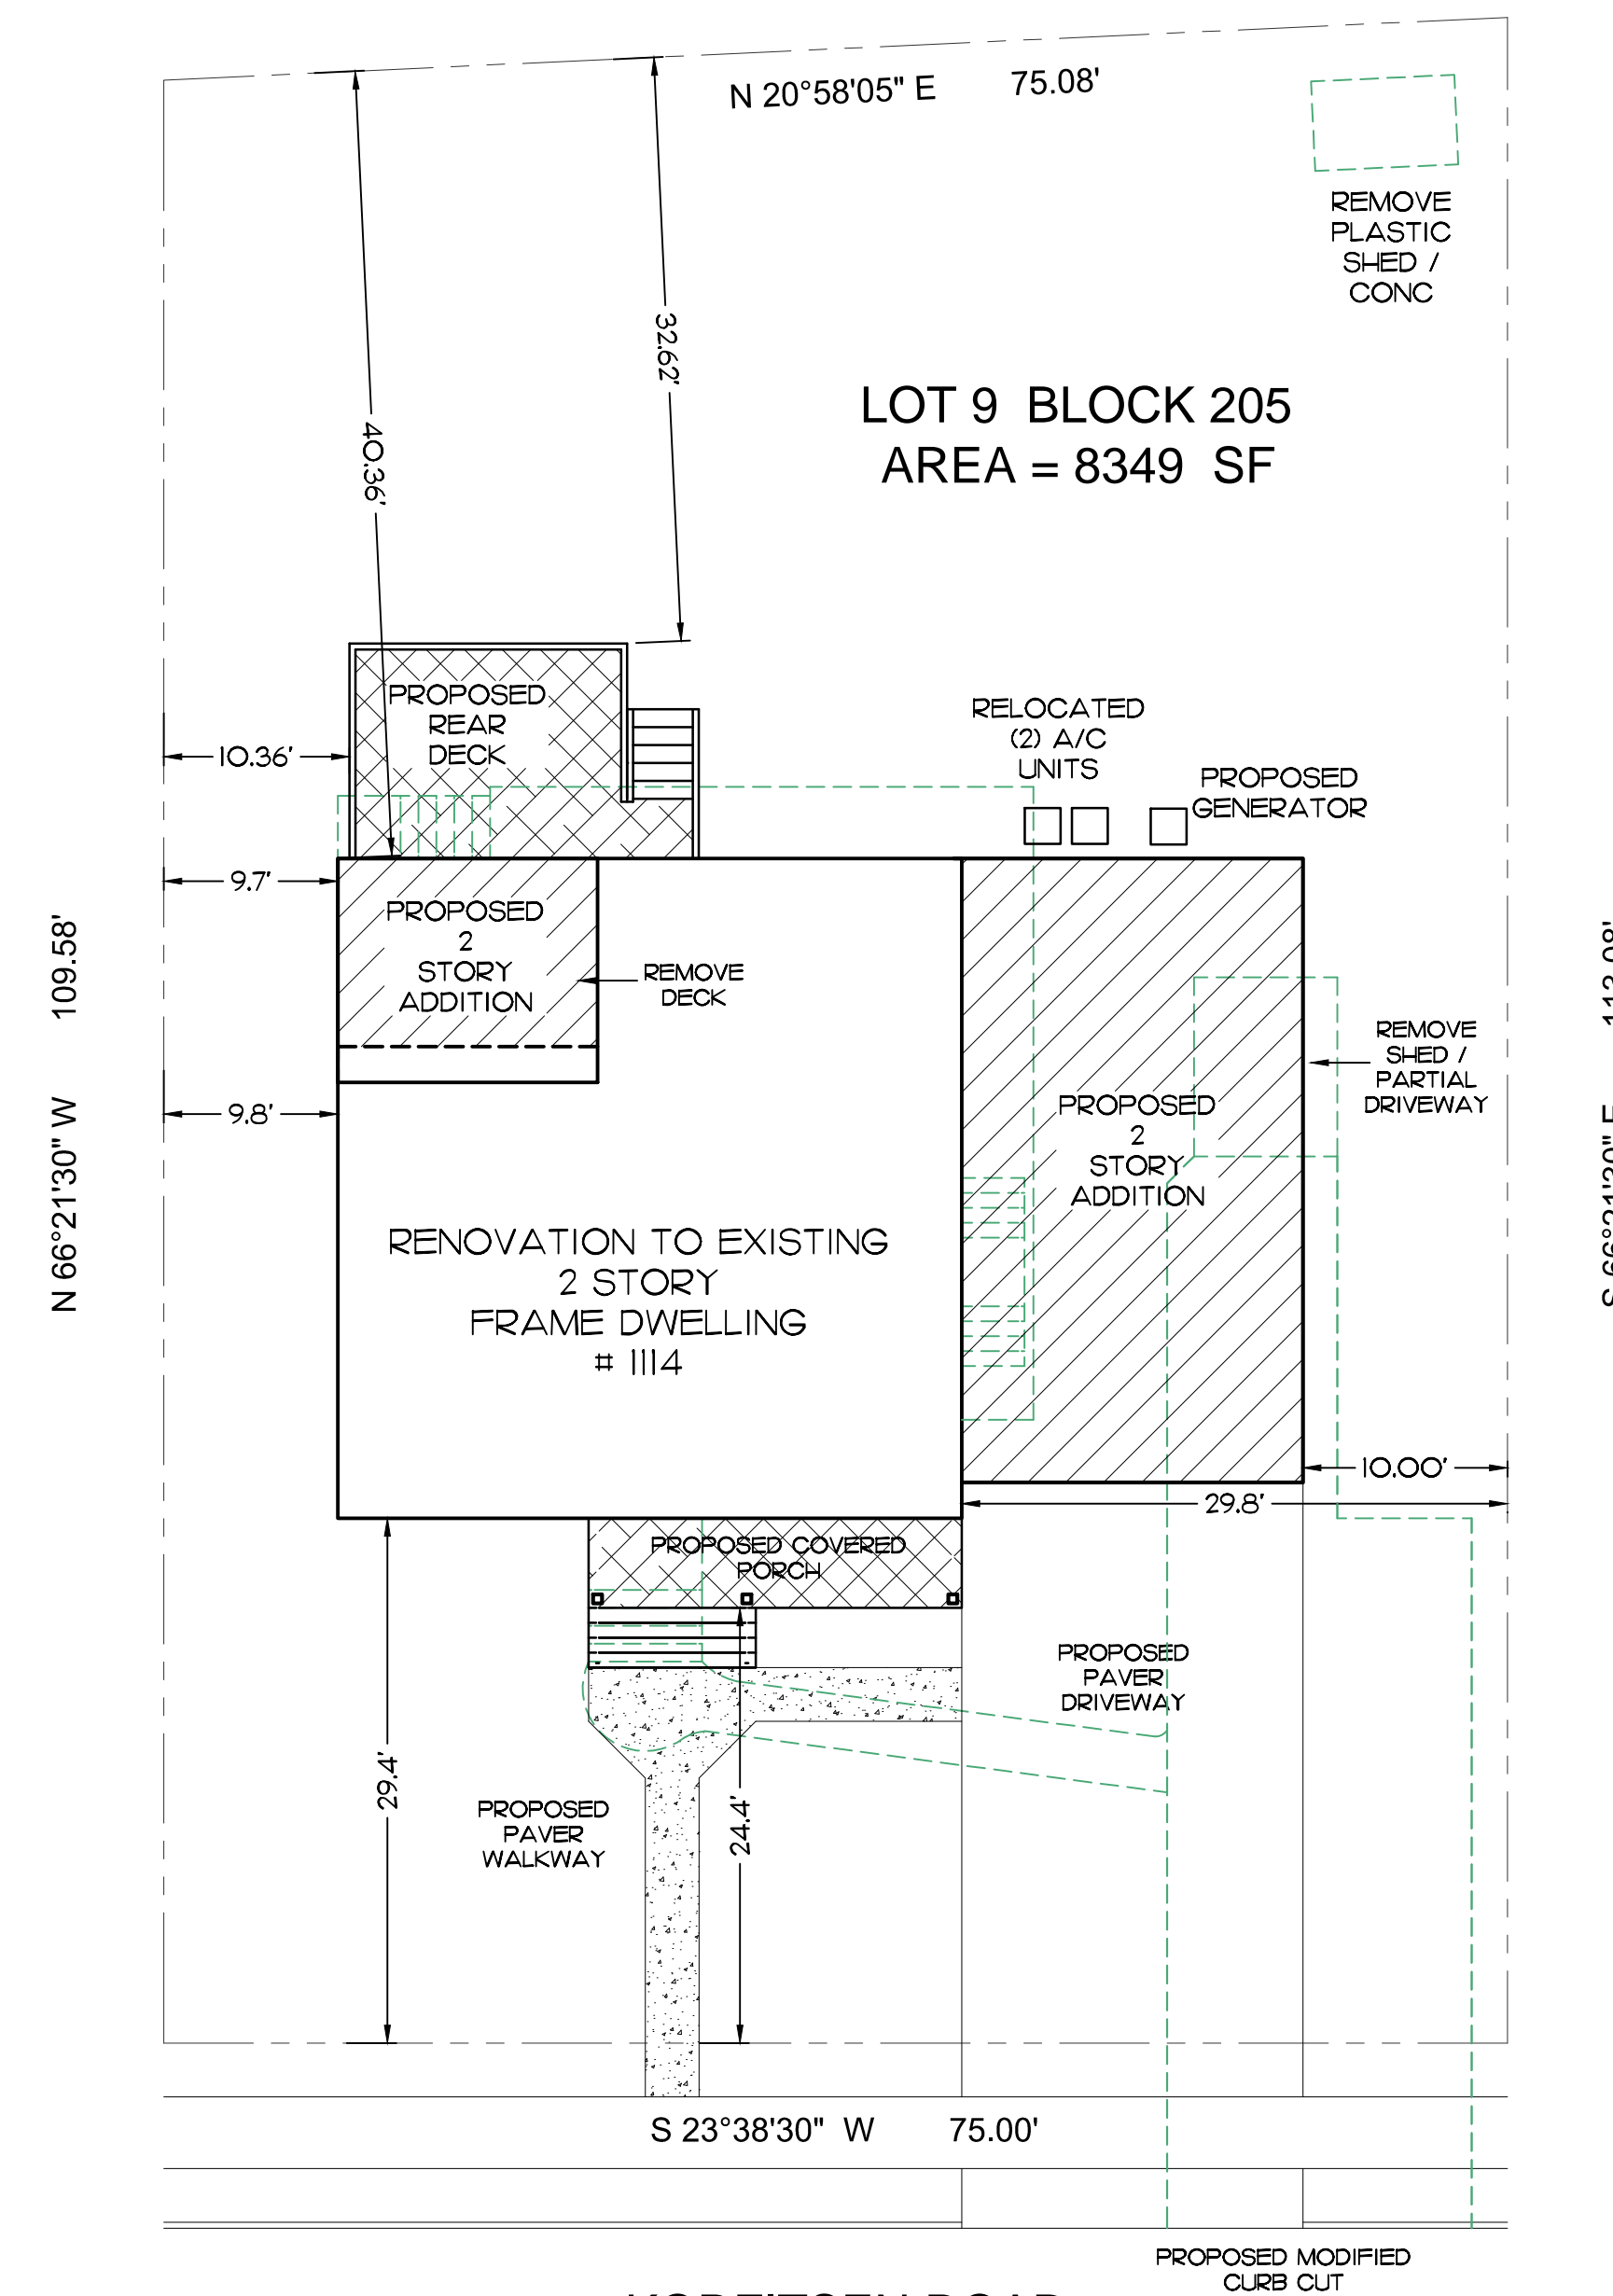 N 20°58'05" E 75.08'
REMOVE
PLASTIC
SHED /
CONC
32.62'
40.36'
LOT 9 BLOCK 205
AREA = 8349 SF
PROPOSED
REAR
DECK
RELOCATED
(2) A/C
UNITS
PROPOSED
GENERATOR
10.36'
9.7'
PROPOSED
2
STORY
ADDITION
REMOVE
DECK
N 66°21'30" W 109.58'
9.8'
REMOVE
SHED /
PARTIAL
DRIVEWAY
PROPOSED
2
STORY
ADDITION
RENOVATION TO EXISTING
2 STORY
FRAME DWELLING
# 1114
10.00'
29.8'
PROPOSED COVERED
PORCH
PROPOSED
PAVER
DRIVEWAY
29.4'
24.4'
PROPOSED
PAVER
WALKWAY
S 23°38'30" W 75.00'
PROPOSED MODIFIED
CURB CUT